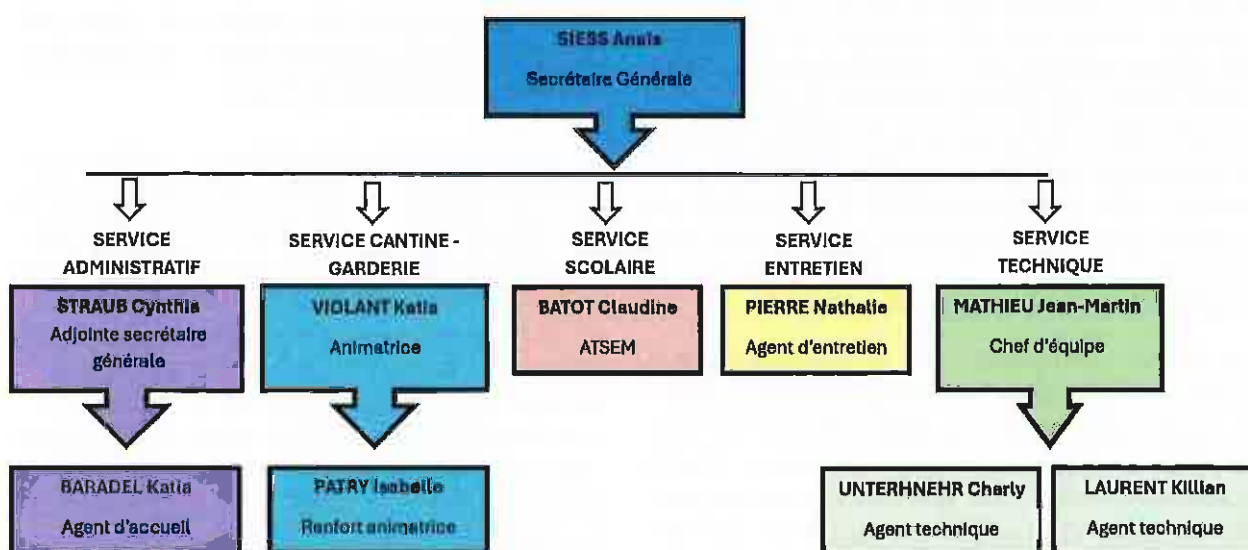 SIESS Anaïs
Secrétaire Générale
SERVICE
ADMINISTRATIF
SERVICE CANTINE -
GARDERIE
SERVICE
SCOLAIRE
SERVICE
ENTRETIEN
SERVICE
TECHNIQUE
STRAUB Cynthia
Adjointe secrétaire
générale
VIOLANT Katia
Animatrice
BATOT Claudine
ATSEM
PIERRE Nathalie
Agent d'entretien
MATHIEU Jean-Martin
Chef d'équipe
BARADEL Katia
Agent d'accueil
PATRY Isabelle
Renfort animatrice
UNTERHNEHR Charly
Agent technique
LAURENT Killian
Agent technique